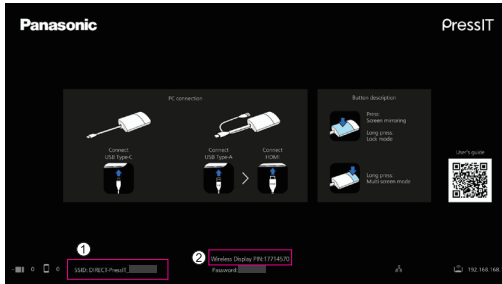 Panasonic
PressIT
PC connection
Button description
Press:
Screen mirroring
Long press:
Lock mode
Connect
USB Type-C
Connect
USB Type-A
Connect
HDMI
>
Long press:
Multi screen mode
User's guide
1
2
Wireless Display PIN:17714570
0
0
SSID: DIRECT-PressIT_
Password:
192.168.168.